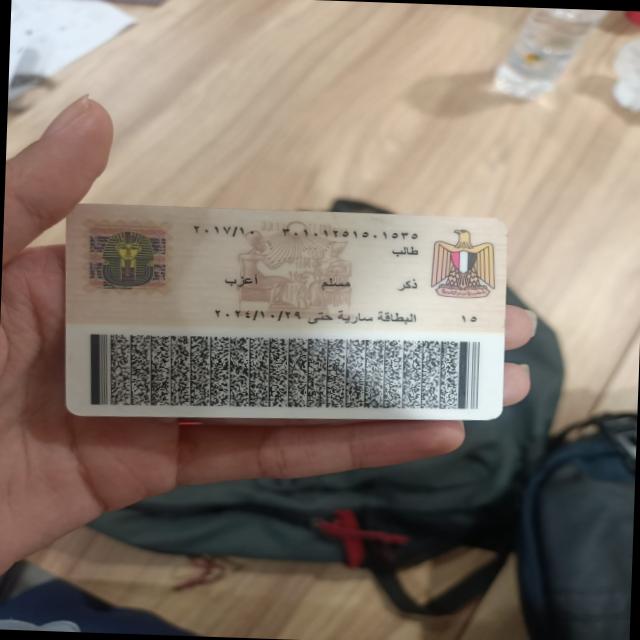 ٢٠١٧/١٠
طالب
ذكر مسلم أعزب
البطاقة سارية حتى ٢٠٢٤/١٠/٢٩
١٥